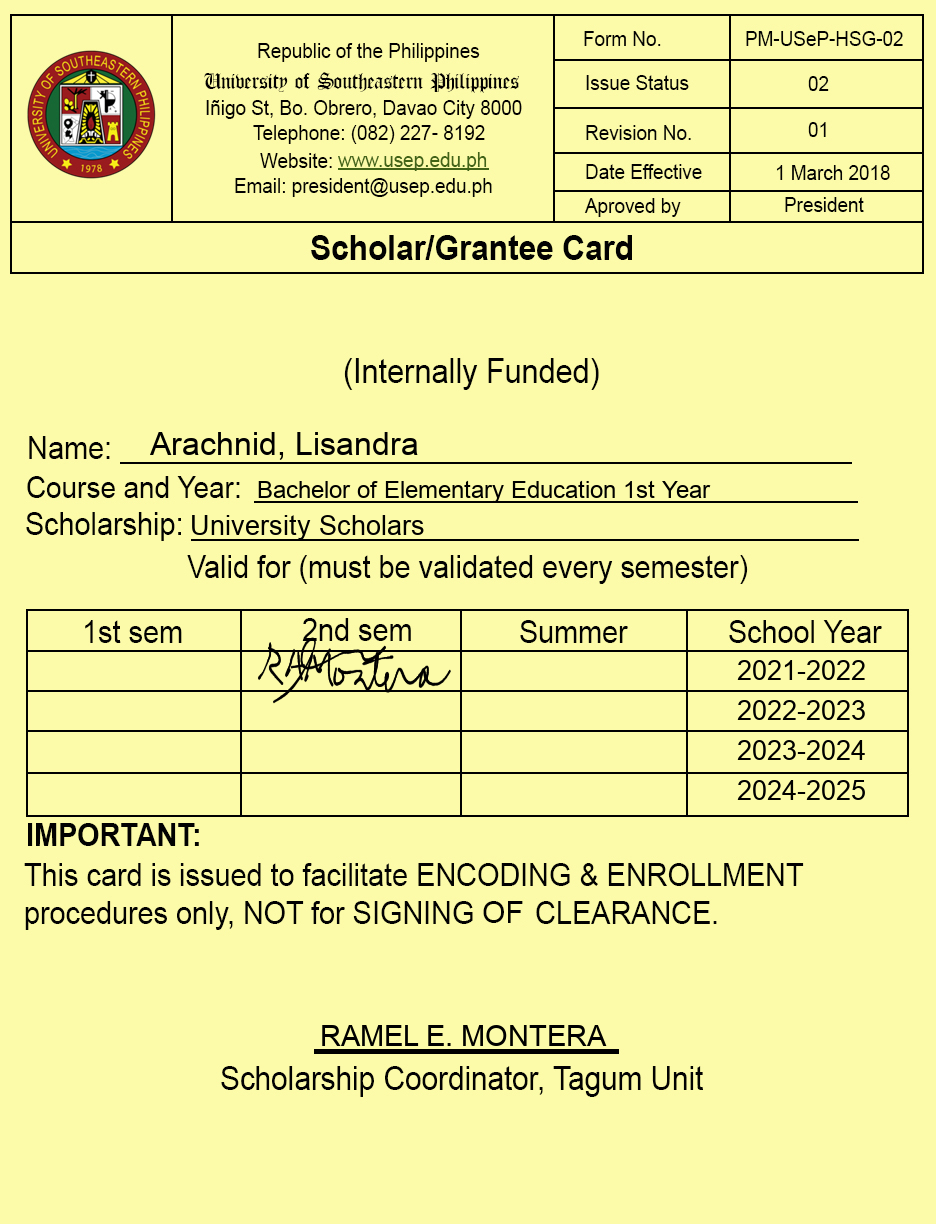 UNIVERSITY OF SOUTHEASTERN PHILIPPINES
1978
Republic of the Philippines
University of Southeastern Philippines
Iñigo St, Bo. Obrero, Davao City 8000
Telephone: (082) 227- 8192
Website: www.usep.edu.ph
Email: president@usep.edu.ph
Form No. PM-USeP-HSG-02
Issue Status 02
Revision No. 01
Date Effective 1 March 2018
Aproved by President
Scholar/Grantee Card
(Internally Funded)
Name: Arachnid, Lisandra
Course and Year: Bachelor of Elementary Education 1st Year
Scholarship: University Scholars
Valid for (must be validated every semester)
1st sem 2nd sem Summer School Year
REMontera 2021-2022
2022-2023
2023-2024
2024-2025
IMPORTANT:
This card is issued to facilitate ENCODING & ENROLLMENT
procedures only, NOT for SIGNING OF CLEARANCE.
RAMEL E. MONTERA
Scholarship Coordinator, Tagum Unit